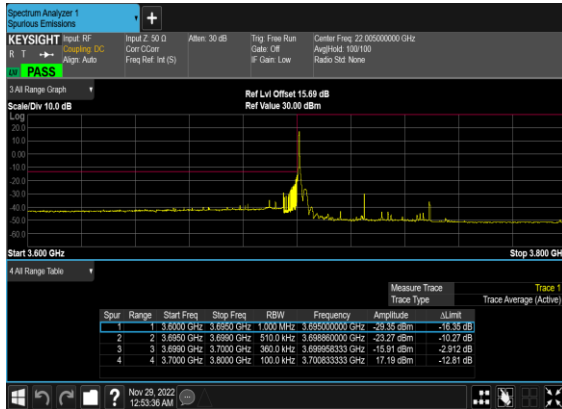 Spectrum Analyzer 1
Spurious Emissions
+
KEYSIGHT Input: RF Input Z: 50 Ω Atten: 30 dB Trig: Free Run Center Freq: 22.005000000 GHz
R T Coupling: DC Corr CCorr Gate: Off Avg|Hold: 100/100
Align: Auto Freq Ref: Int (S) IF Gain: Low Radio Std: None
PASS
3 All Range Graph
Ref Lvl Offset 15.69 dB
Scale/Div 10.0 dB Ref Value 30.00 dBm
Log
20.0
10.0
0.00
-10.0
-20.0
-30.0
-40.0
-50.0
-60.0
Start 3.600 GHz Stop 3.800 GH
4 All Range Table
Measure Trace Trace 1
Trace Type Trace Average (Active)
Spur Range Start Freq Stop Freq RBW Frequency Amplitude ΔLimit
1 1 3.6000 GHz 3.6950 GHz 1.000 MHz 3.695000000 GHz -29.35 dBm -16.35 dB
2 2 3.6950 GHz 3.6990 GHz 510.0 kHz 3.698860000 GHz -23.27 dBm -10.27 dB
3 3 3.6990 GHz 3.7000 GHz 360.0 kHz 3.699958333 GHz -15.91 dBm -2.912 dB
4 4 3.7000 GHz 3.8000 GHz 100.0 kHz 3.700833333 GHz 17.19 dBm -12.81 dB
? Nov 29, 2022
12:53:36 AM